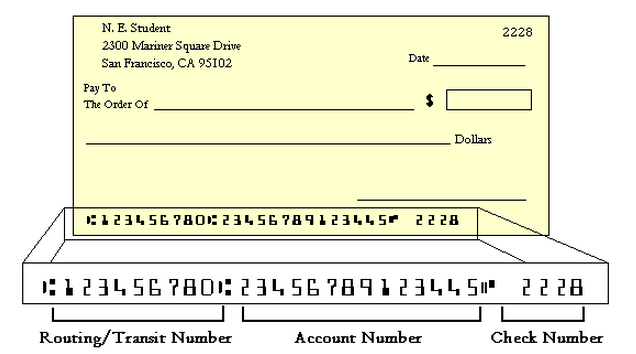 N. E. Student
2228
2300 Mariner Square Drive
San Francisco, CA 95102
Date
Pay To
The Order Of $
Dollars
⑆123456780⑆23456789123445⑈ 2228
⑆123456780⑆23456789123445⑈ 2228
Routing/Transit Number Account Number Check Number